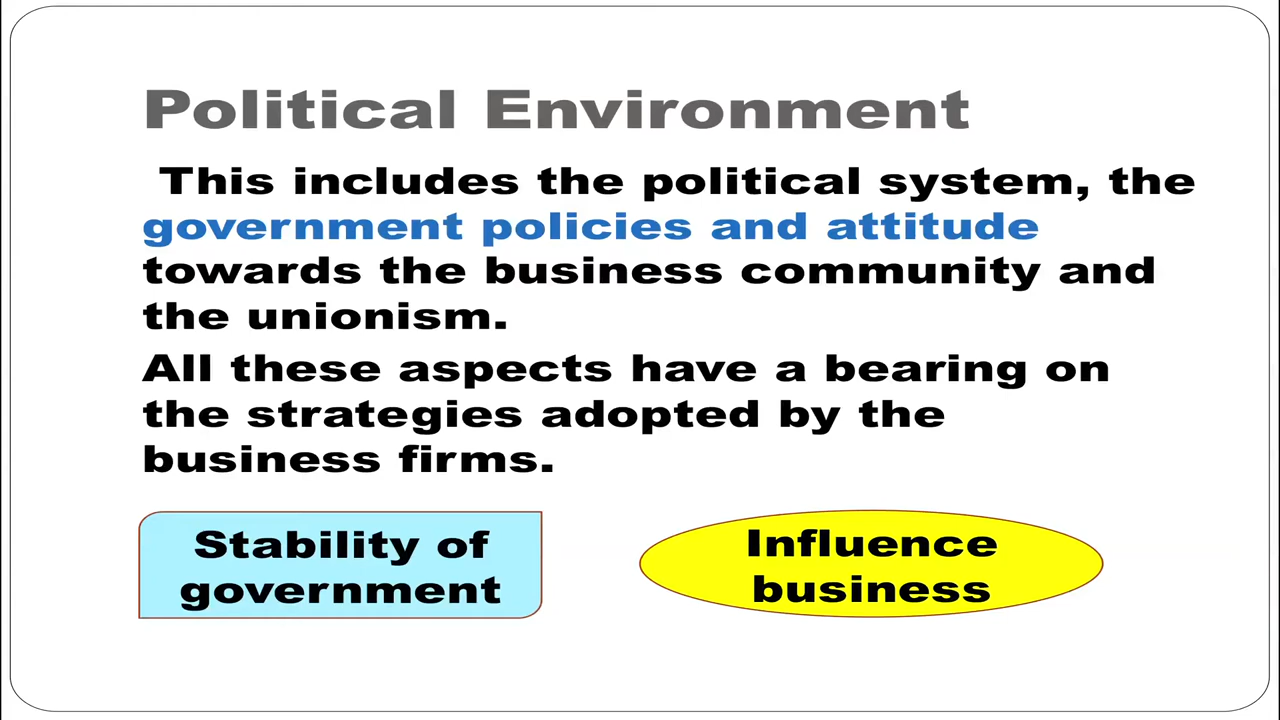 Political Environment
This includes the political system, the
government policies and attitude
towards the business community and
the unionism.
All these aspects have a bearing on
the strategies adopted by the
business firms.
Stability of
government
Influence
business